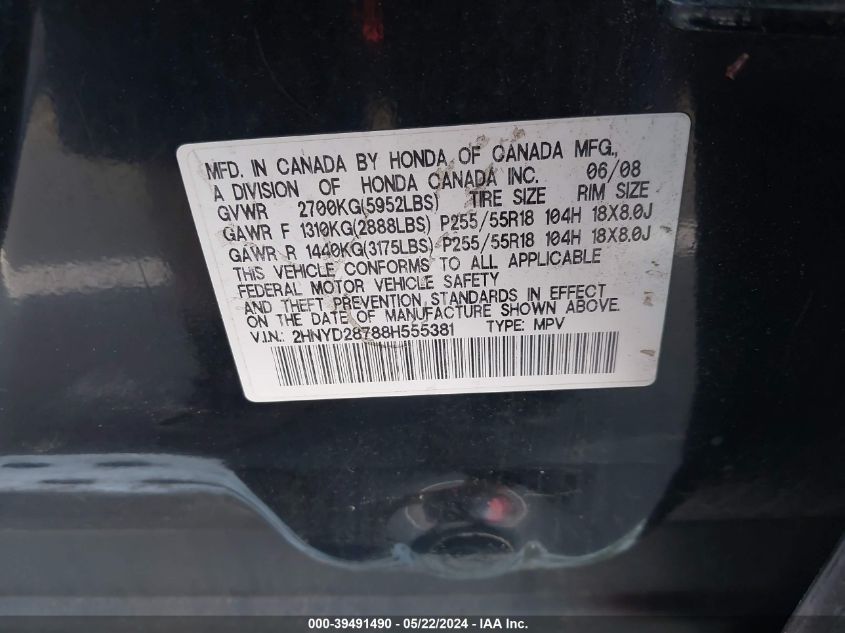 MFD. IN CANADA BY HONDA OF CANADA MFG.,
A DIVISION OF HONDA CANADA INC. 06/08
GVWR 2700KG(5952LBS) TIRE SIZE RIM SIZE
GAWR F 1310KG(2888LBS) P255/55R18 104H 18X8.0J
GAWR R 1440KG(3175LBS) P255/55R18 104H 18X8.0J
THIS VEHICLE CONFORMS TO ALL APPLICABLE
FEDERAL MOTOR VEHICLE SAFETY
AND THEFT PREVENTION STANDARDS IN EFFECT
ON THE DATE OF MANUFACTURE SHOWN ABOVE.
V.I.N.: 2HNYD28788H555381 TYPE: MPV
000-39491490 - 05/22/2024 - IAA Inc.